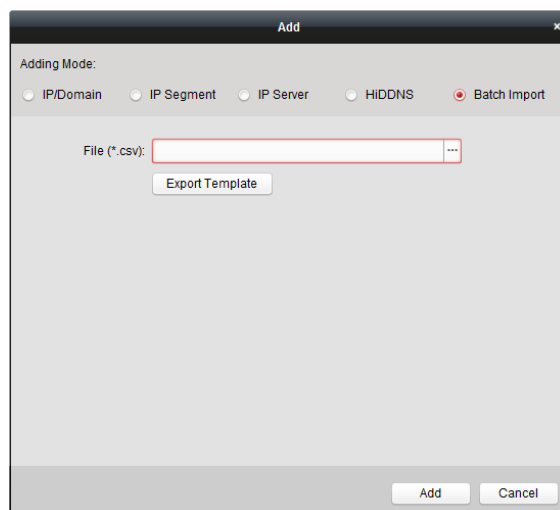 Add
×
Adding Mode:
IP/Domain IP Segment IP Server HiDDNS Batch Import
File (*.csv): ...
Export Template
Add Cancel